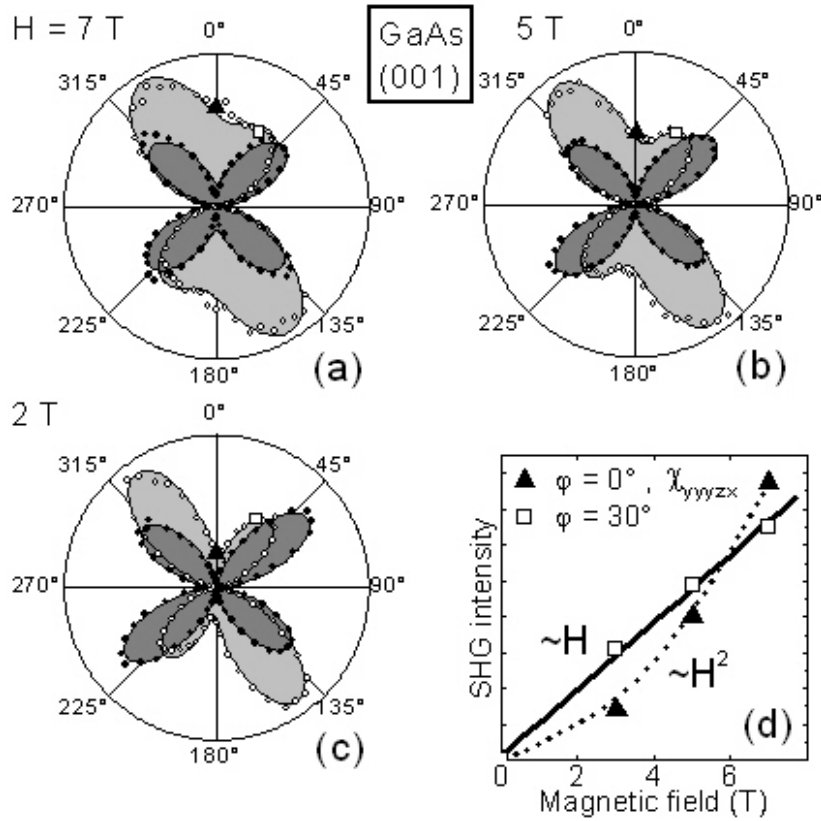 H = 7 T
0°
45°
90°
135°
180°
225°
270°
315°
(a)
GaAs
(001)
5 T
0°
45°
90°
135°
180°
225°
270°
315°
(b)
2 T
0°
45°
90°
135°
180°
225°
270°
315°
(c)
▲ φ = 0° , χyyyzx
□ φ = 30°
~H
~H²
(d)
SHG intensity
0 2 4 6
Magnetic field (T)